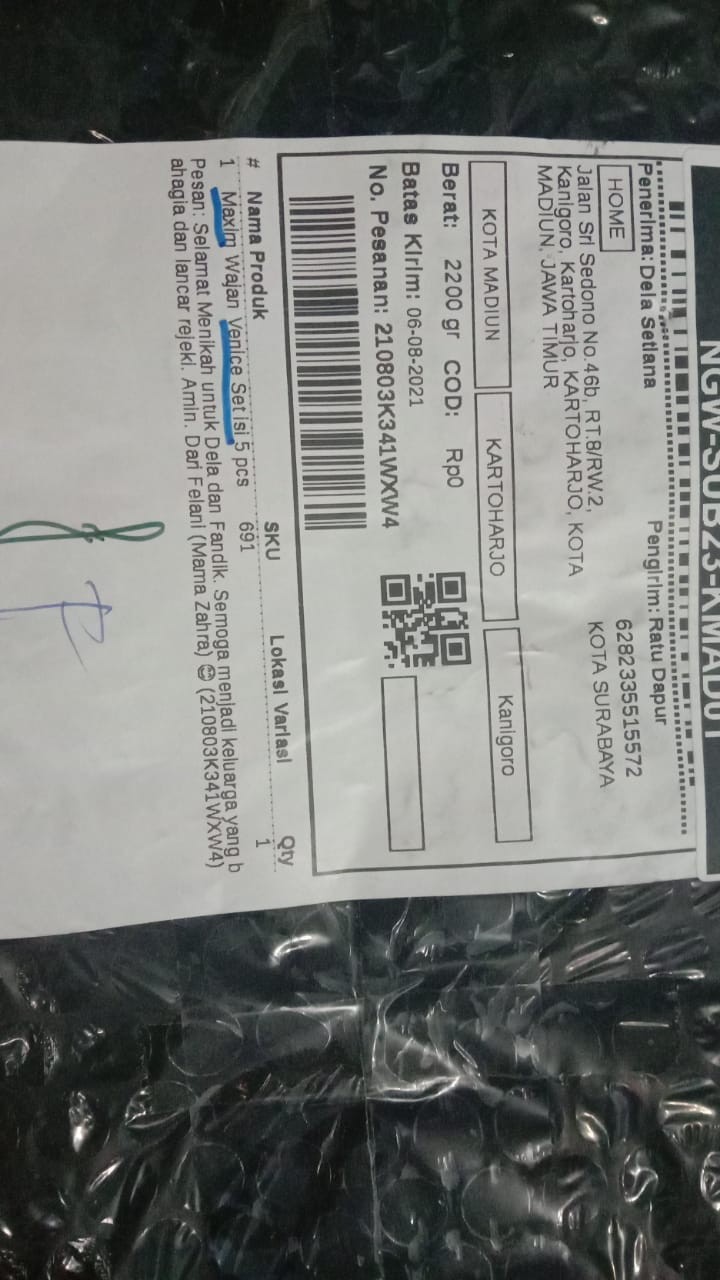 NGW-SUB23-KMAD01
Penerima: Dela Setiana
Pengirim: Ratu Dapur
HOME
6282335515572
KOTA SURABAYA
Jalan Sri Sedono No.46b, RT.8/RW.2,
Kanigoro, Kartoharjo, KARTOHARJO, KOTA
MADIUN, JAWA TIMUR
KOTA MADIUN
KARTOHARJO
Kanigoro
Berat: 2200 gr COD: Rp0
Batas Kirim: 06-08-2021
No. Pesanan: 210803K341WXW4
# Nama Produk SKU Lokasi Variasi Qty
1 Maxim Wajan Venice Set isi 5 pcs 691 1
Pesan: Selamat Menikah untuk Dela dan Fandik. Semoga menjadi keluarga yang b
ahagia dan lancar rejeki. Amin. Dari Felani (Mama Zahra) 😊 (210803K341WXW4)